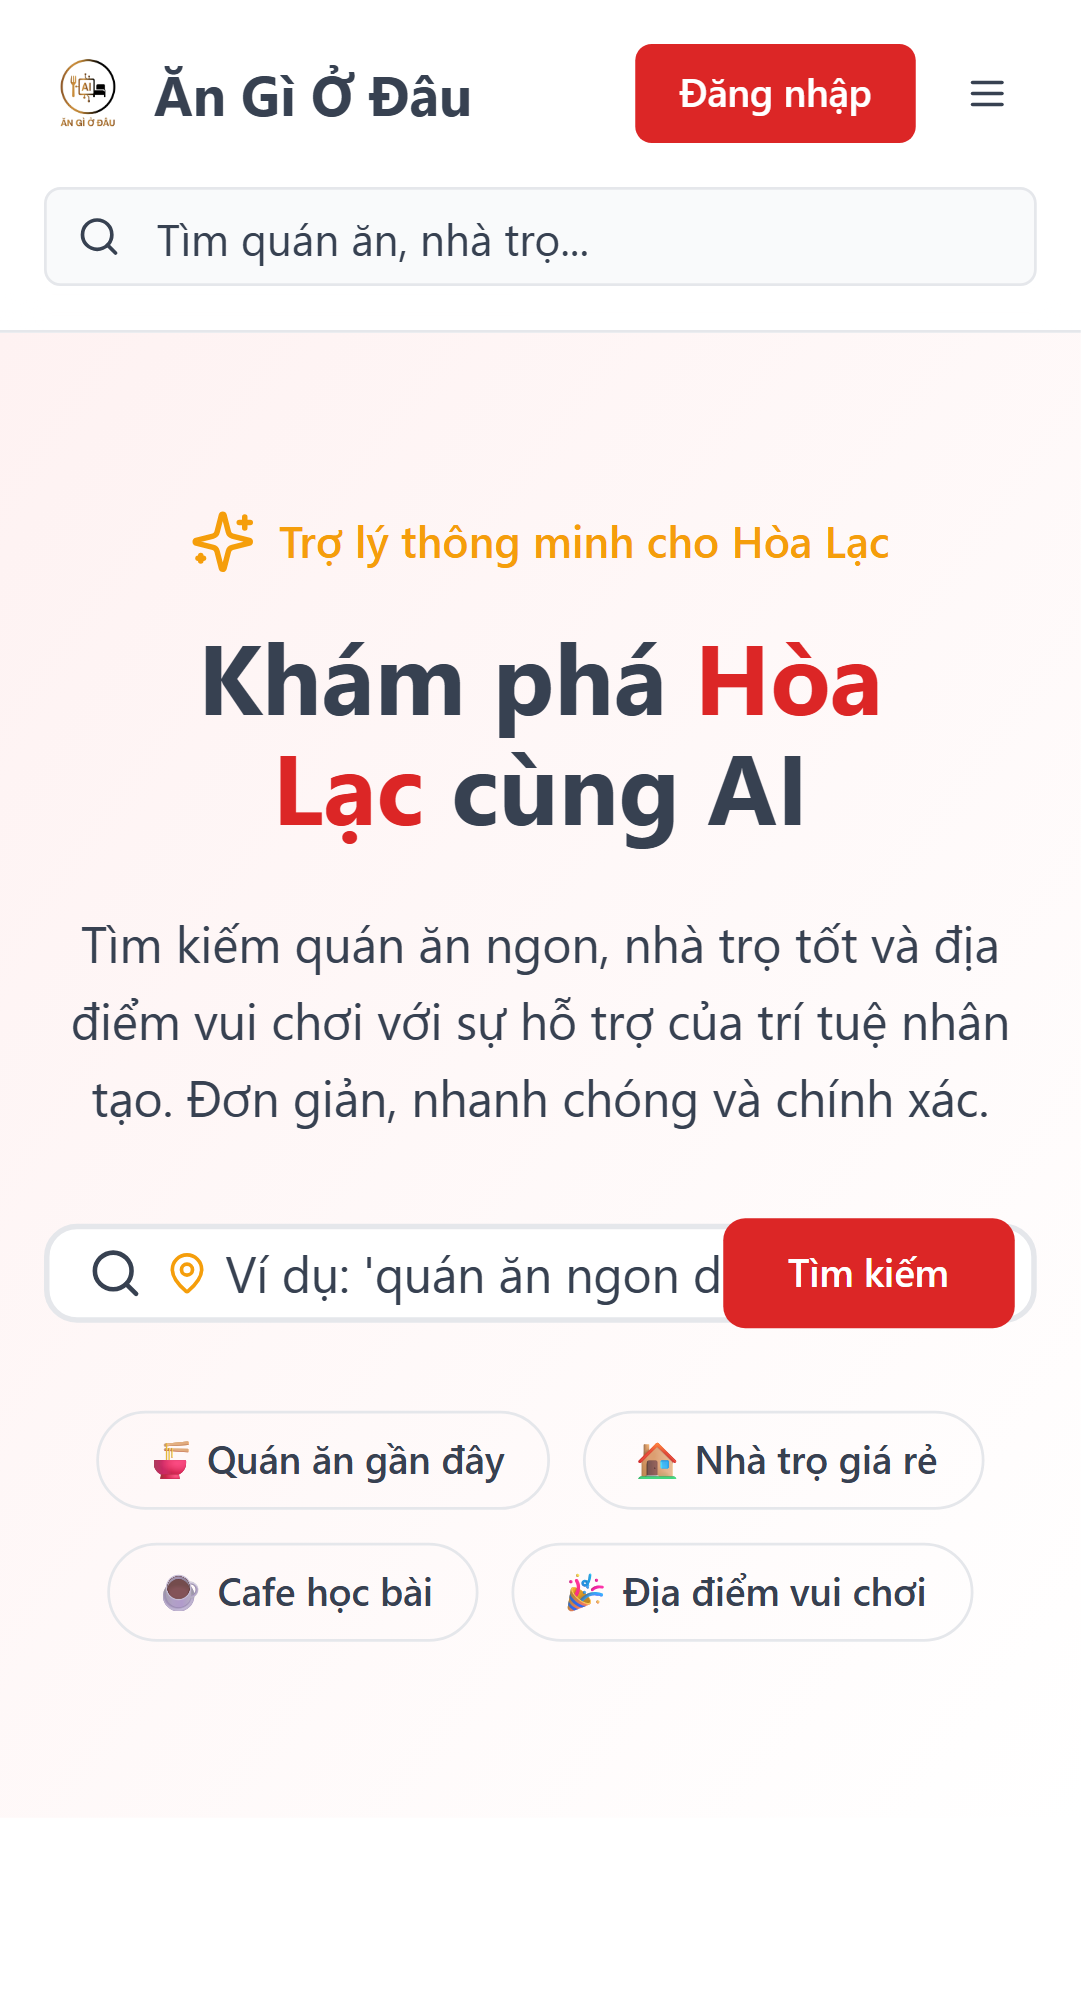 AI
ĂN GÌ Ở ĐÂU
Ăn Gì Ở Đâu
Đăng nhập
Tìm quán ăn, nhà trọ...
Trợ lý thông minh cho Hòa Lạc
Khám phá Hòa
Lạc cùng AI
Tìm kiếm quán ăn ngon, nhà trọ tốt và địa
điểm vui chơi với sự hỗ trợ của trí tuệ nhân
tạo. Đơn giản, nhanh chóng và chính xác.
Ví dụ: 'quán ăn ngon d
Tìm kiếm
Quán ăn gần đây
Nhà trọ giá rẻ
Cafe học bài
Địa điểm vui chơi